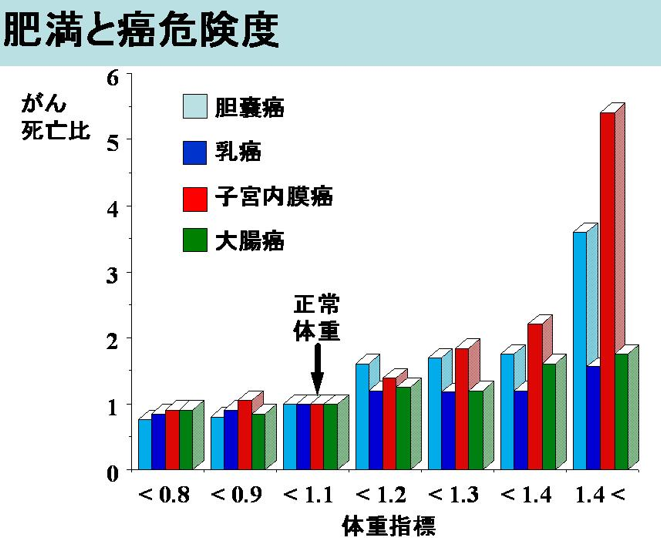 肥満と癌危険度
がん
死亡比
6
5
4
3
2
1
0
胆嚢癌
乳癌
子宮内膜癌
大腸癌
正常
体重
< 0.8 < 0.9 < 1.1 < 1.2 < 1.3 < 1.4 1.4 <
体重指標